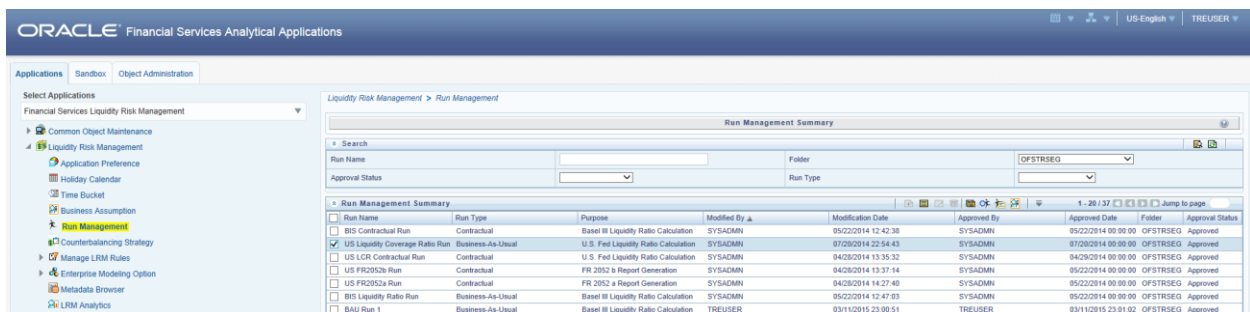 US-English TREUSER
ORACLE Financial Services Analytical Applications
Applications Sandbox Object Administration
Select Applications
Financial Services Liquidity Risk Management
Common Object Maintenance
Liquidity Risk Management
Application Preference
Holiday Calendar
Time Bucket
Business Assumption
Run Management
Counterbalancing Strategy
Manage LRM Rules
Enterprise Modeling Option
Metadata Browser
LRM Analytics
Liquidity Risk Management > Run Management
Run Management Summary
Search
Run Name Folder OFSTRSEG
Approval Status Run Type
Run Management Summary 1 - 20 / 37 Jump to page
Run Name Run Type Purpose Modified By Modification Date Approved By Approved Date Folder Approval Status
BIS Contractual Run Contractual Basel III Liquidity Ratio Calculation SYSADMN 05/22/2014 12:42:38 SYSADMN 05/22/2014 00:00:00 OFSTRSEG Approved
US Liquidity Coverage Ratio Run Business-As-Usual U.S. Fed Liquidity Ratio Calculation SYSADMN 07/20/2014 22:54:43 SYSADMN 07/20/2014 00:00:00 OFSTRSEG Approved
US LCR Contractual Run Contractual U.S. Fed Liquidity Ratio Calculation SYSADMN 04/28/2014 13:35:32 SYSADMN 04/29/2014 00:00:00 OFSTRSEG Approved
US FR2052b Run Contractual FR 2052 b Report Generation SYSADMN 04/28/2014 13:37:14 SYSADMN 05/22/2014 00:00:00 OFSTRSEG Approved
US FR2052a Run Contractual FR 2052 a Report Generation SYSADMN 04/28/2014 14:27:40 SYSADMN 05/22/2014 00:00:00 OFSTRSEG Approved
BIS Liquidity Ratio Run Business-As-Usual Basel III Liquidity Ratio Calculation SYSADMN 05/22/2014 12:47:03 SYSADMN 05/22/2014 00:00:00 OFSTRSEG Approved
BAU Run 1 Business-As-Usual Basel III Liquidity Ratio Calculation TREUSER 03/11/2015 23:00:51 TREUSER 03/11/2015 23:01:02 OFSTRSEG Approved